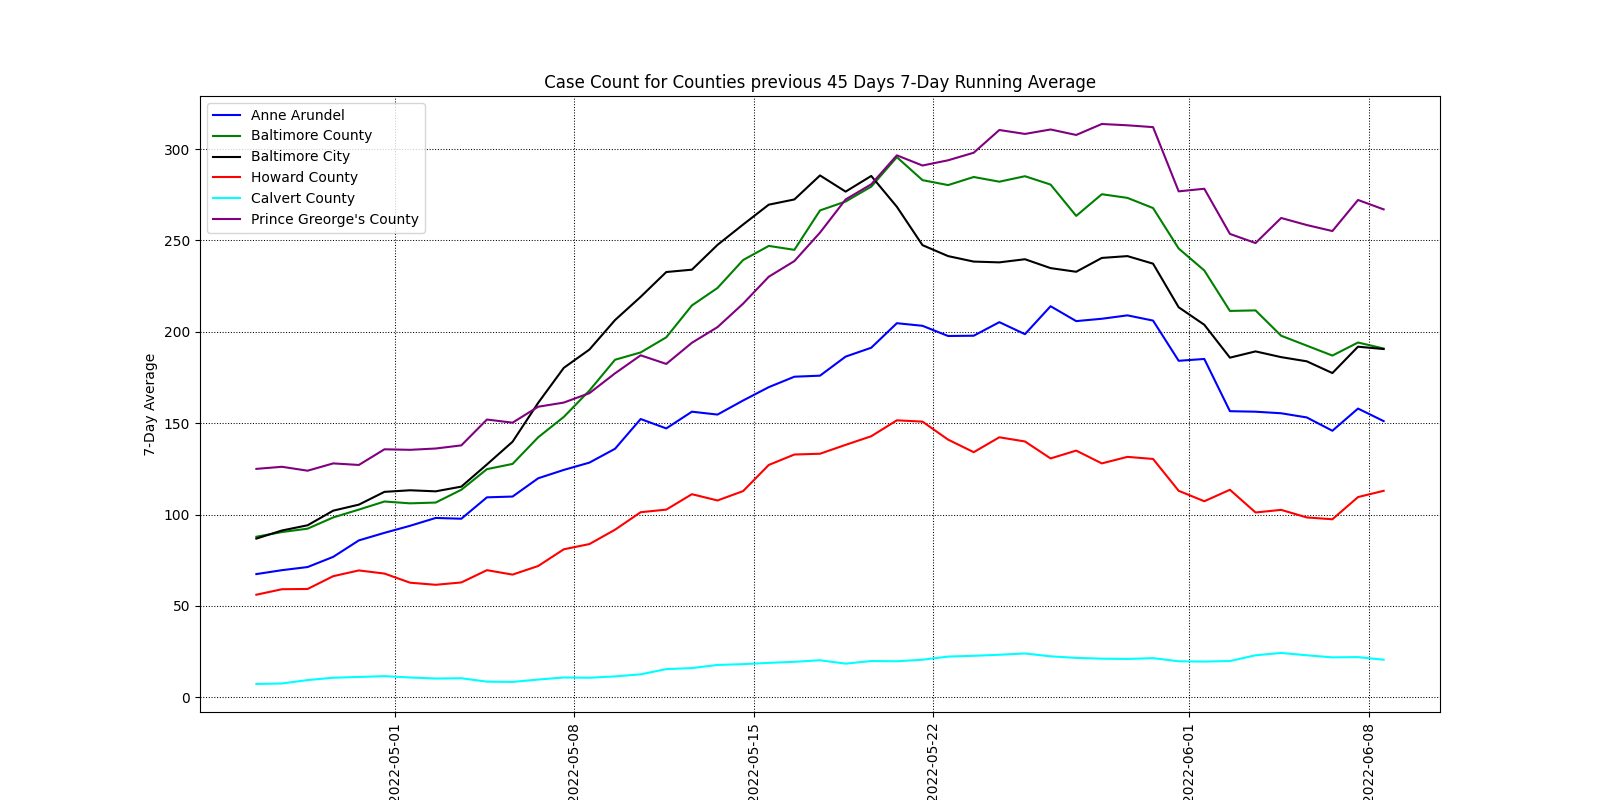 Case Count for Counties previous 45 Days 7-Day Running Average
Anne Arundel
Baltimore County
Baltimore City
Howard County
Calvert County
Prince Greorge's County
7-Day Average
300
250
200
150
100
50
0
2022-05-01
2022-05-08
2022-05-15
2022-05-22
2022-06-01
2022-06-08